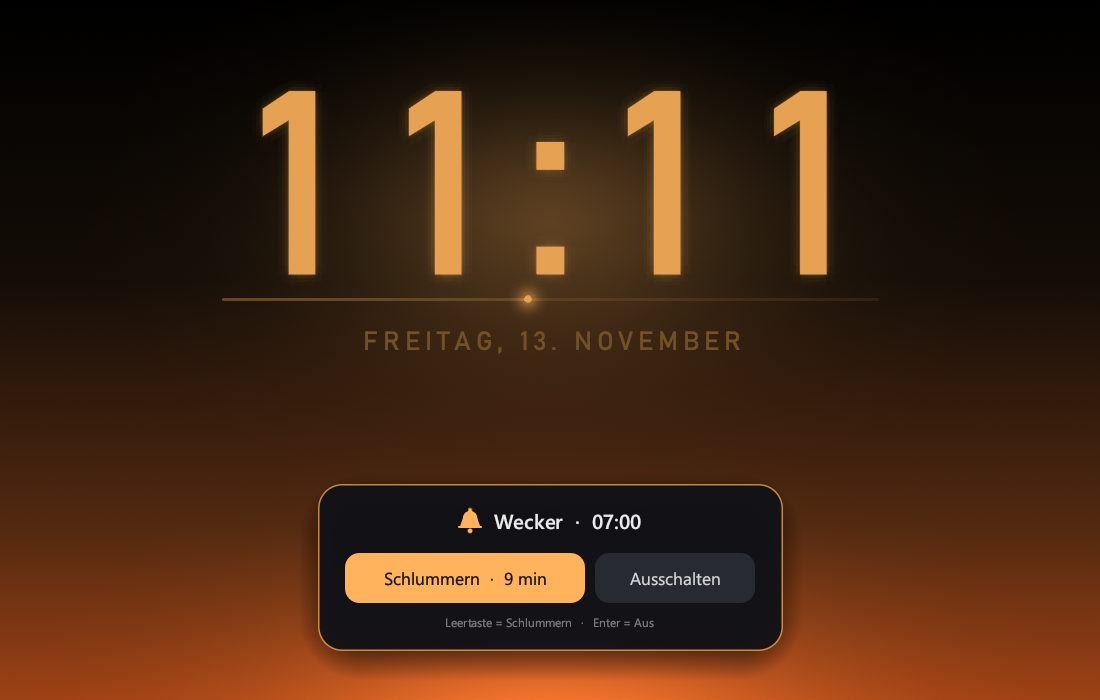 11:11
FREITAG, 13. NOVEMBER
Wecker · 07:00
Schlummern · 9 min
Ausschalten
Leertaste = Schlummern · Enter = Aus